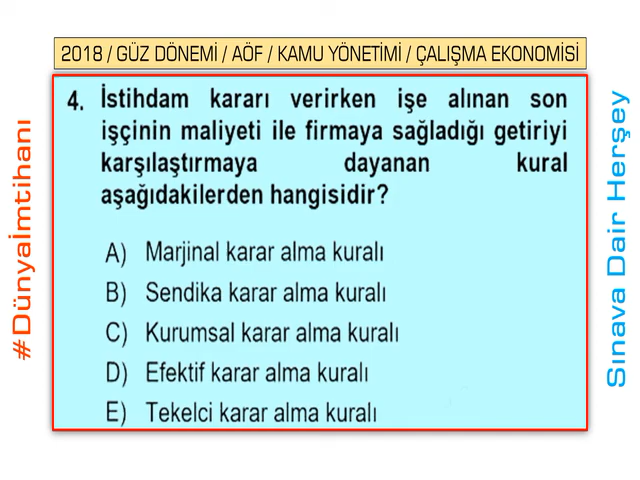 2018 / GÜZ DÖNEMİ / AÖF / KAMU YÖNETİMİ / ÇALIŞMA EKONOMİSİ
#Dünyaİmtihanı
4. İstihdam kararı verirken işe alınan son
işçinin maliyeti ile firmaya sağladığı getiriyi
karşılaştırmaya dayanan kural
aşağıdakilerden hangisidir?
A) Marjinal karar alma kuralı
B) Sendika karar alma kuralı
C) Kurumsal karar alma kuralı
D) Efektif karar alma kuralı
E) Tekelci karar alma kuralı
Sınava Dair Herşey